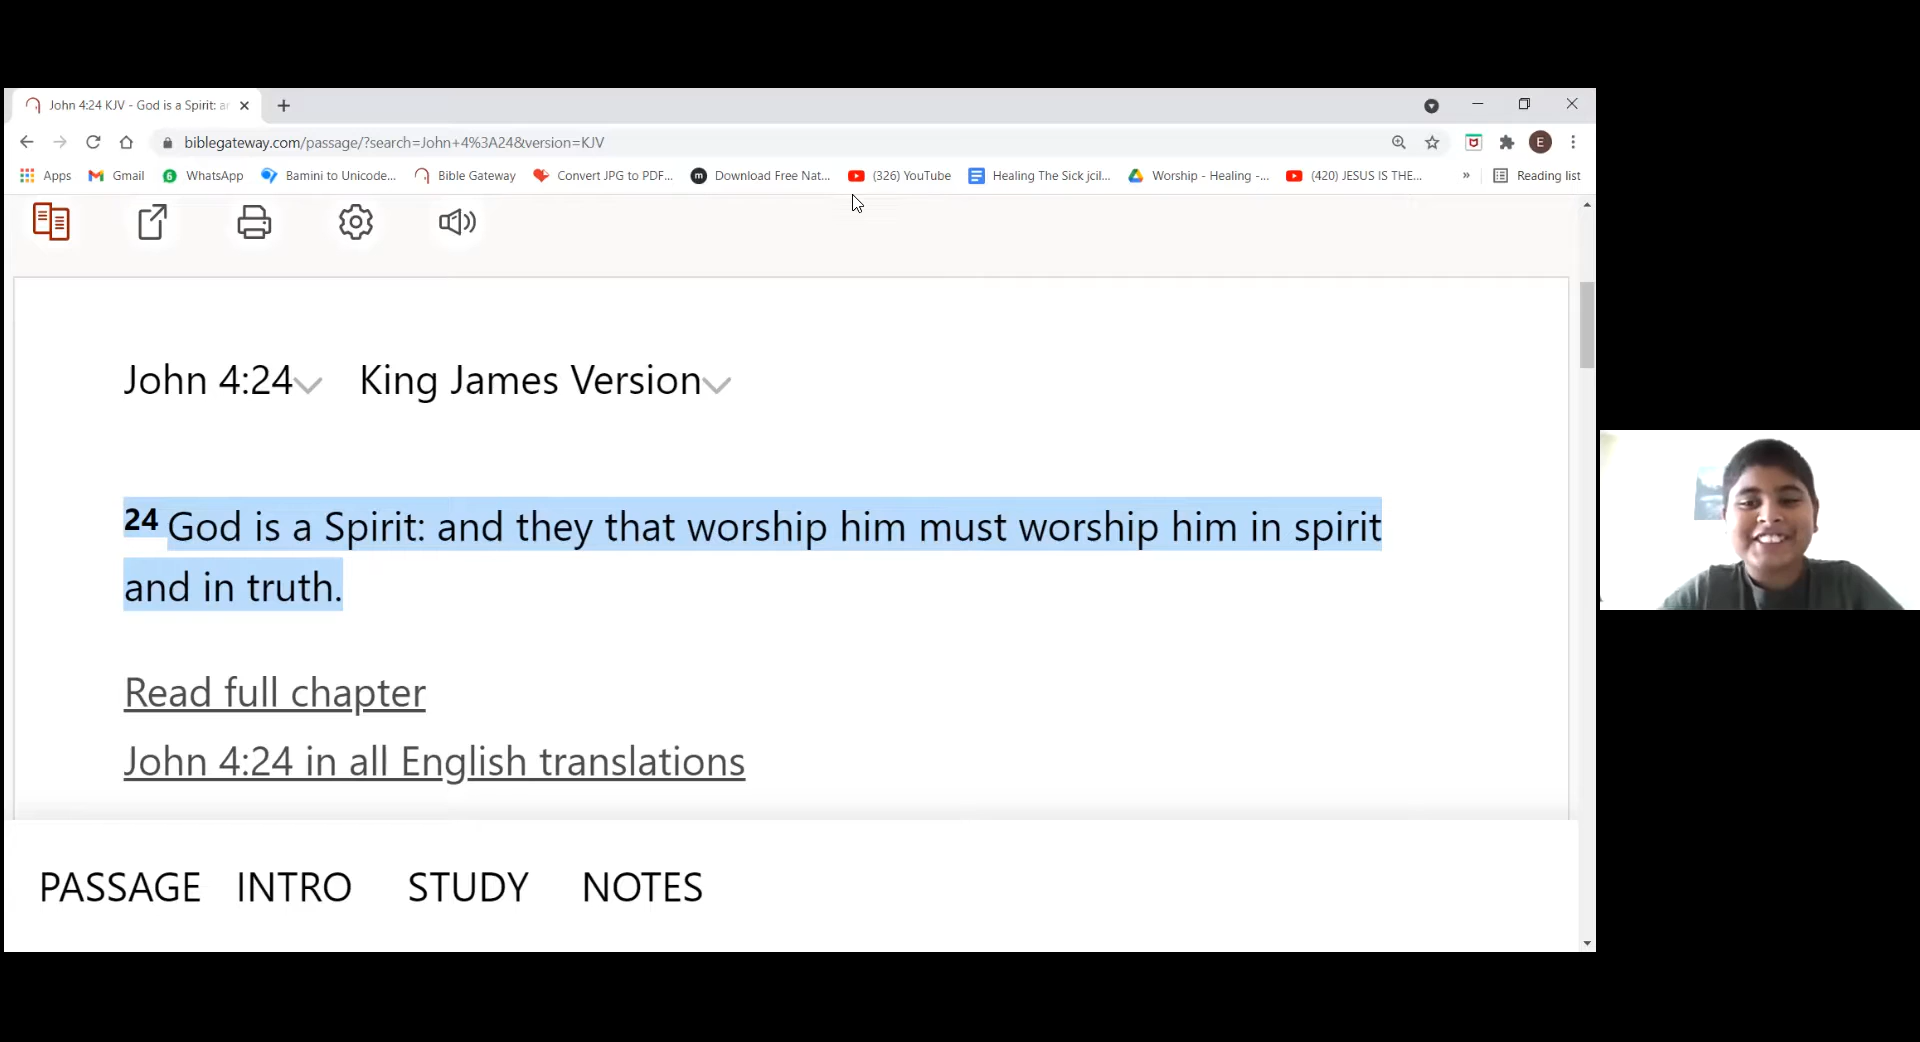 John 4:24 KJV - God is a Spirit: an
biblegateway.com/passage/?search=John+4%3A24&version=KJV
E
Apps Gmail 6 WhatsApp Bamini to Unicode... Bible Gateway Convert JPG to PDF... m Download Free Nat... (326) YouTube Healing The Sick jcil... Worship - Healing -... (420) JESUS IS THE... » Reading list
John 4:24 King James Version
24 God is a Spirit: and they that worship him must worship him in spirit
and in truth.
Read full chapter
John 4:24 in all English translations
PASSAGE INTRO STUDY NOTES